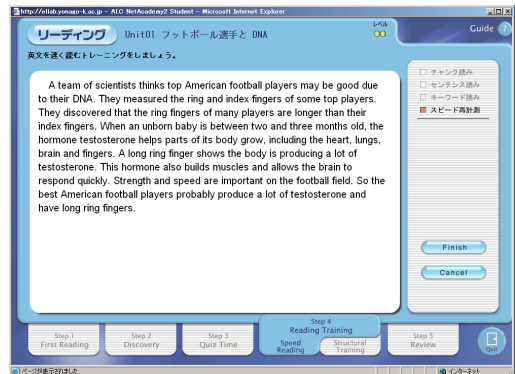 http://ellab.yonago-k.ac.jp - ALC NetAcademy2 Student - Microsoft Internet Explorer
リーディング Unit01 フットボール選手と DNA
レベル
Guide
英文を速く読むトレーニングをしましょう。
A team of scientists thinks top American football players may be good due
to their DNA. They measured the ring and index fingers of some top players.
They discovered that the ring fingers of many players are longer than their
index fingers. When an unborn baby is between two and three months old, the
hormone testosterone helps parts of its body grow, including the heart, lungs,
brain and fingers. A long ring finger shows the body is producing a lot of
testosterone. This hormone also builds muscles and allows the brain to
respond quickly. Strength and speed are important on the football field. So the
best American football players probably produce a lot of testosterone and
have long ring fingers.
チャンク読み
センテンス読み
キーワード読み
スピード再計測
Finish
Cancel
Step 1
First Reading
Step 2
Discovery
Step 3
Quiz Time
Step 4
Reading Training
Speed
Reading
Structural
Training
Step 5
Review
Quit
ページが表示されました
インターネット